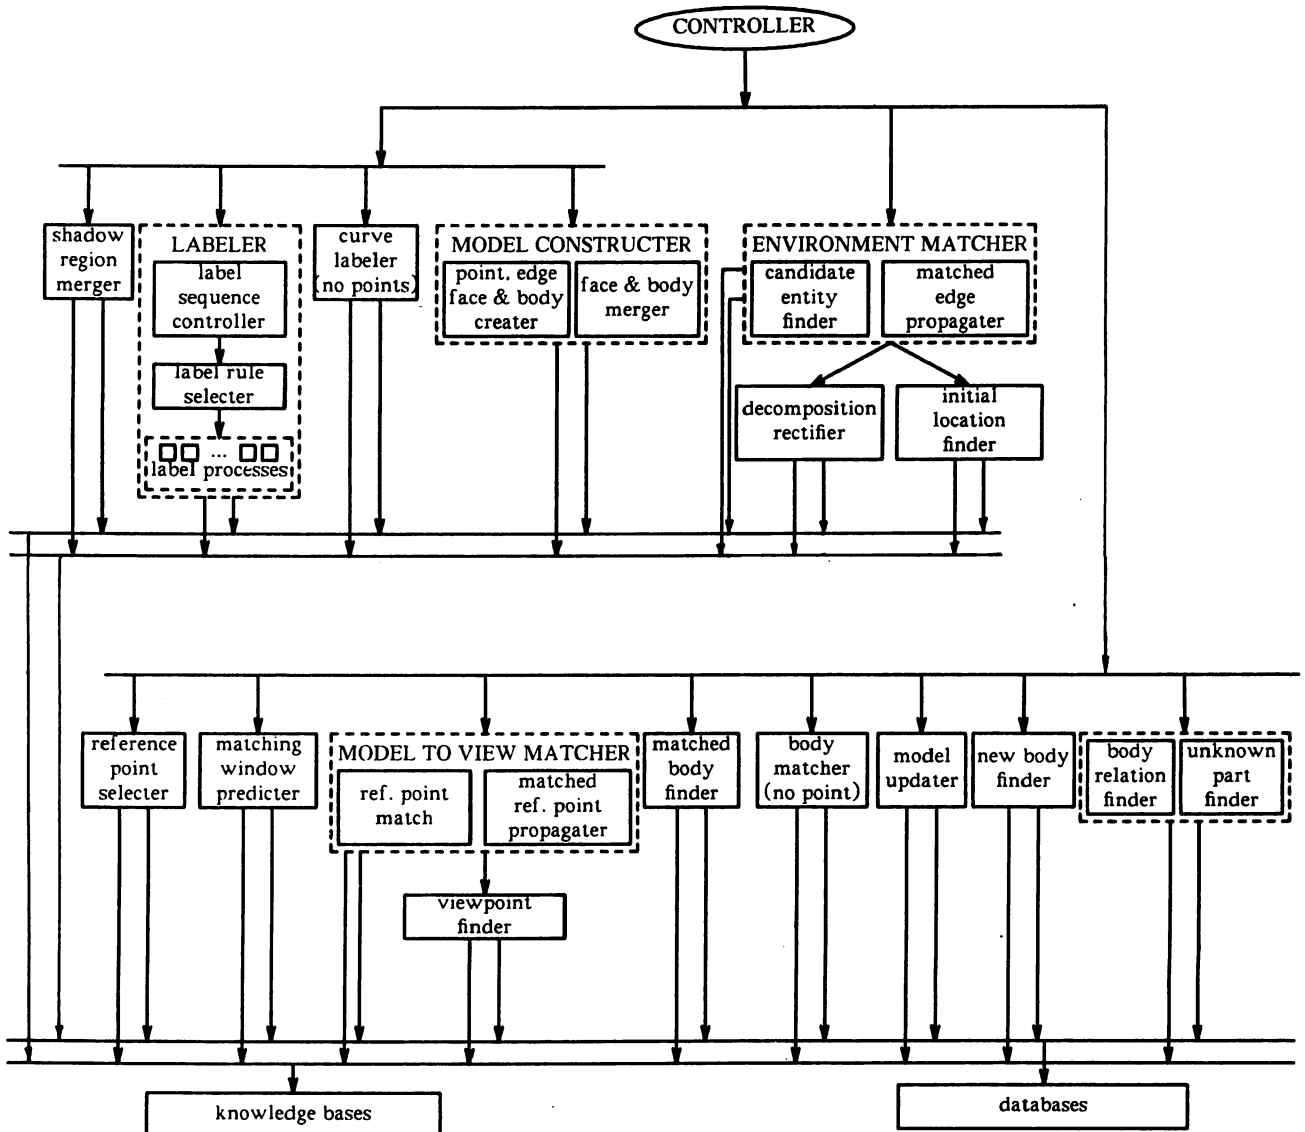 CONTROLLER
shadow
region
merger
LABELER
label
sequence
controller
label rule
selecter
...
label processes
curve
labeler
(no points)
MODEL CONSTRUCTER
point, edge
face & body
creater
face & body
merger
ENVIRONMENT MATCHER
candidate
entity
finder
matched
edge
propagater
decomposition
rectifier
initial
location
finder
reference
point
selecter
matching
window
predicter
MODEL TO VIEW MATCHER
ref. point
match
matched
ref. point
propagater
viewpoint
finder
matched
body
finder
body
matcher
(no point)
model
updater
new body
finder
body
relation
finder
unknown
part
finder
knowledge bases
databases